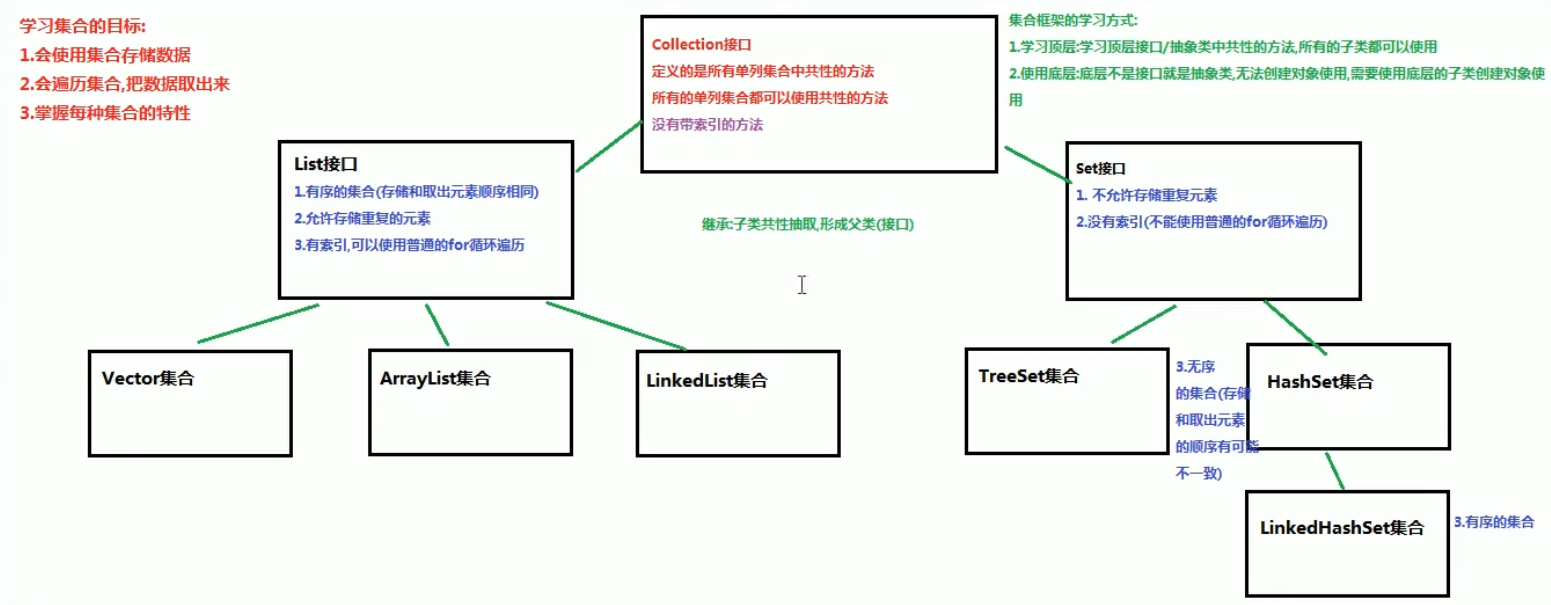 学习集合的目标:
1.会使用集合存储数据
2.会遍历集合,把数据取出来
3.掌握每种集合的特性
Collection接口
定义的是所有单列集合中共性的方法
所有的单列集合都可以使用共性的方法
没有带索引的方法
集合框架的学习方式:
1.学习顶层:学习顶层接口/抽象类中共性的方法,所有的子类都可以使用
2.使用底层:底层不是接口就是抽象类,无法创建对象使用,需要使用底层的子类创建对象使
用
List接口
1.有序的集合(存储和取出元素顺序相同)
2.允许存储重复的元素
3.有索引,可以使用普通的for循环遍历
继承:子类共性抽取,形成父类(接口)
Set接口
1. 不允许存储重复元素
2.没有索引(不能使用普通的for循环遍历)
Vector集合
ArrayList集合
LinkedList集合
TreeSet集合
3.无序
的集合(存储
和取出元素
的顺序有可能
不一致)
HashSet集合
LinkedHashSet集合
3.有序的集合